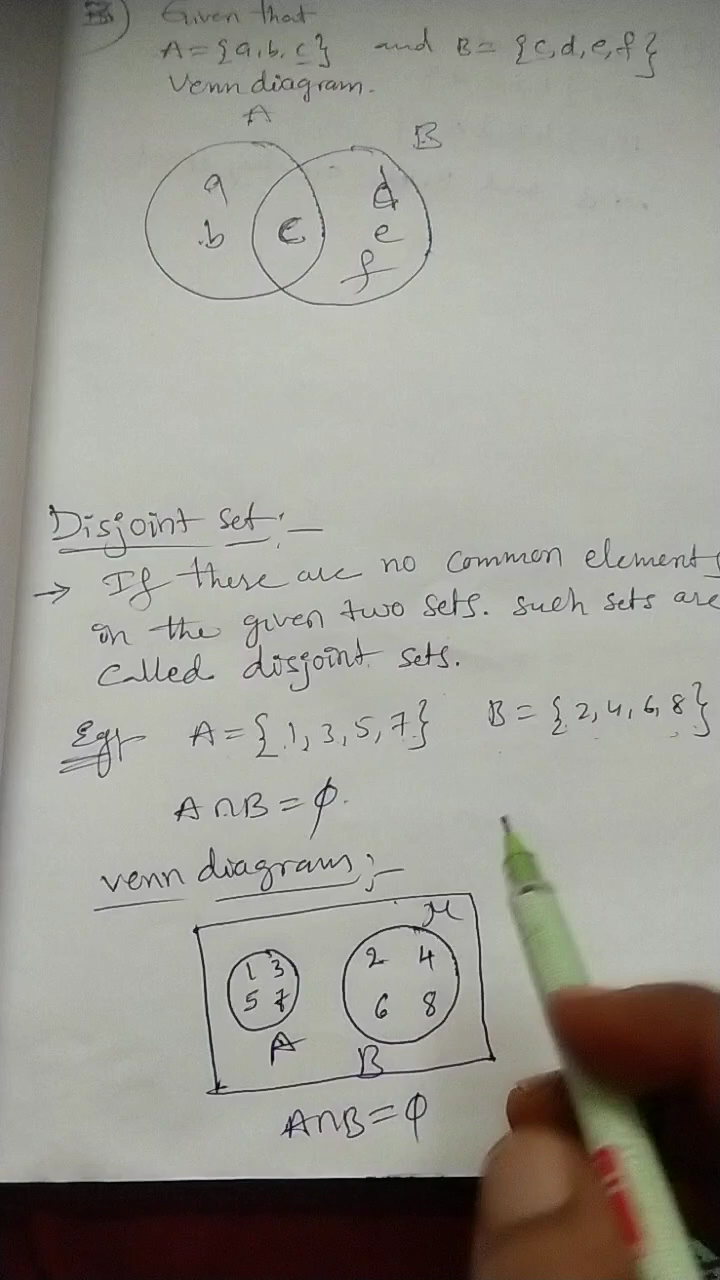 Given that
A={a,b,c} and B= {c,d,e,f}
Venn diagram.
A
B
a
d
b
c
e
f
Disjoint set:-
→ If there are no common elements
in the given two sets. such sets are
called disjoint sets.
Eg:- A={1,3,5,7} B={2,4,6,8}
A∩B=ϕ.
venn diagram:-
μ
1 3 2 4
5 7 6 8
A B
A∩B=ϕ